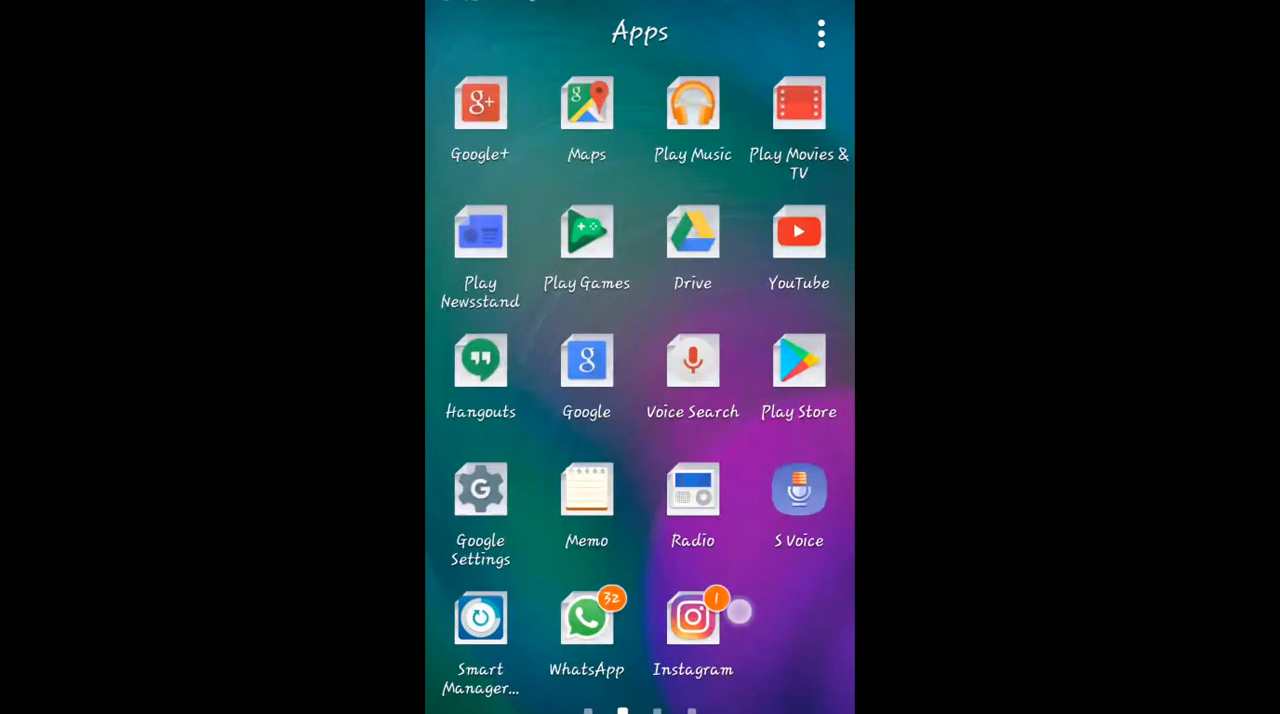 Apps
g+
g
Google+ Maps Play Music Play Movies &
TV
Play Play Games Drive YouTube
Newsstand
g
Hangouts Google Voice Search Play Store
G
Google Memo Radio S Voice
Settings
32 1
Smart WhatsApp Instagram
Manager...